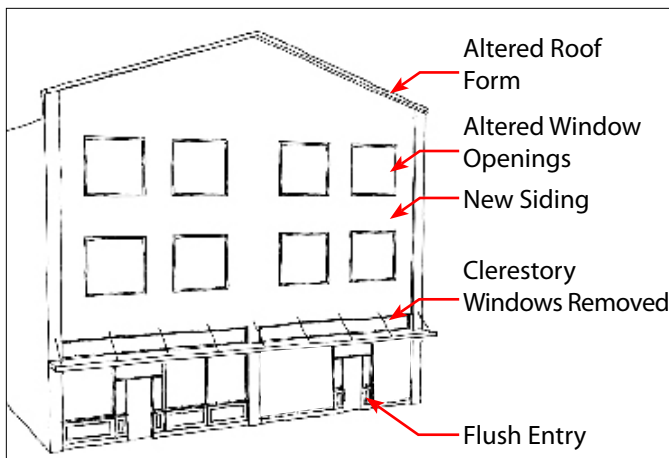 Altered Roof
Form
Altered Window
Openings
New Siding
Clerestory
Windows Removed
Flush Entry